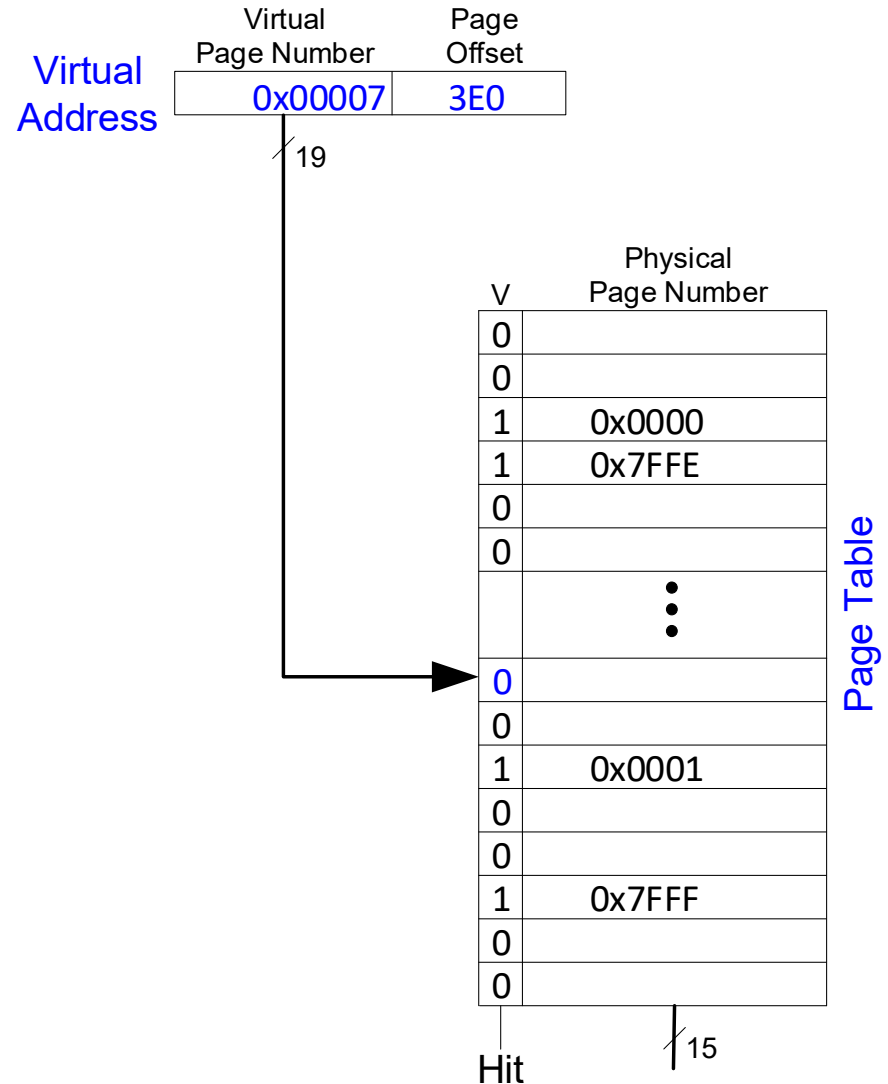 Virtual
Page Number
Page
Offset
Virtual
Address
0x00007
3E0
19
Physical
Page Number
V
0
0
1 0x0000
1 0x7FFE
0
0
0
0
1 0x0001
0
0
1 0x7FFF
0
0
Page Table
Hit
15